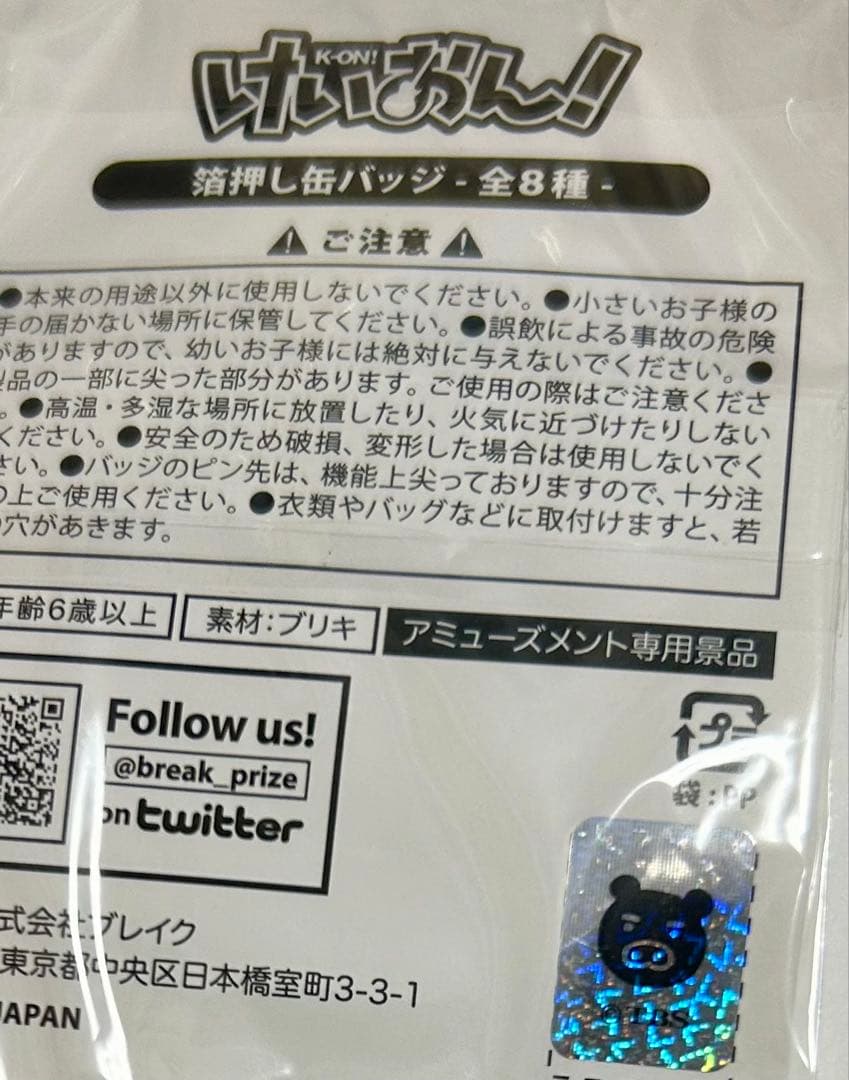 けいおん!
K-ON!
箔押し缶バッジ - 全8種 -
ご注意
●本来の用途以外に使用しないでください。●小さいお子様の
手の届かない場所に保管してください。●誤飲による事故の危険
がありますので、幼いお子様には絶対に与えないでください。●
製品の一部に尖った部分があります。ご使用の際はご注意くださ
。●高温・多湿な場所に放置したり、火気に近づけたりしない
ください。●安全のため破損、変形した場合は使用しないでく
さい。●バッジのピン先は、機能上尖っておりますので、十分注
の上ご使用ください。●衣類やバッグなどに取付けますと、若
の穴があきます。
年齢6歳以上
素材:ブリキ
アミューズメント専用景品
Follow us!
@break_prize
on twitter
プラ
袋:PP
式会社ブレイク
東京都中央区日本橋室町3-3-1
JAPAN
©TBS